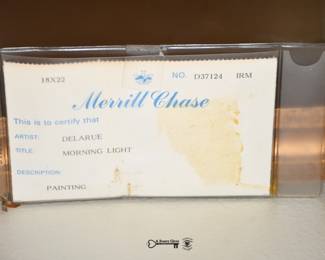 18X22 NO. D37124 IRM
Merrill Chase
This is to certify that
ARTIST: DELARUE
TITLE: MORNING LIGHT
DESCRIPTION:
PAINTING